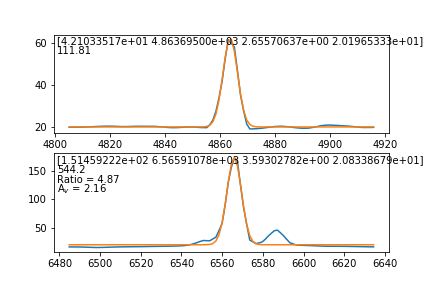 [4.21033517e+01 4.86369500e+03 2.65570637e+00 2.01965333e+01]
111.81
60
40
20
4800 4820 4840 4860 4880 4900 4920
[1.51459222e+02 6.56591078e+03 3.59302782e+00 2.08338679e+01]
544.2
Ratio = 4.87
Aᵥ = 2.16
150
100
50
6480 6500 6520 6540 6560 6580 6600 6620 6640